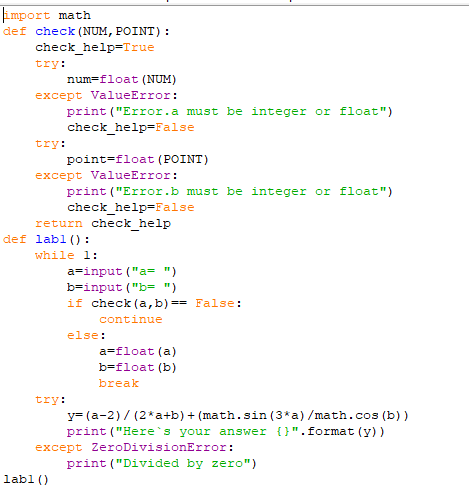 import math
def check(NUM,POINT):
    check_help=True
    try:
        num=float(NUM)
    except ValueError:
        print("Error.a must be integer or float")
        check_help=False
    try:
        point=float(POINT)
    except ValueError:
        print("Error.b must be integer or float")
        check_help=False
    return check_help
def lab1():
    while 1:
        a=input("a= ")
        b=input("b= ")
        if check(a,b)== False:
            continue
        else:
            a=float(a)
            b=float(b)
            break
    try:
        y=(a-2)/(2*a+b)+(math.sin(3*a)/math.cos(b))
        print("Here`s your answer {}".format(y))
    except ZeroDivisionError:
        print("Divided by zero")
lab1()